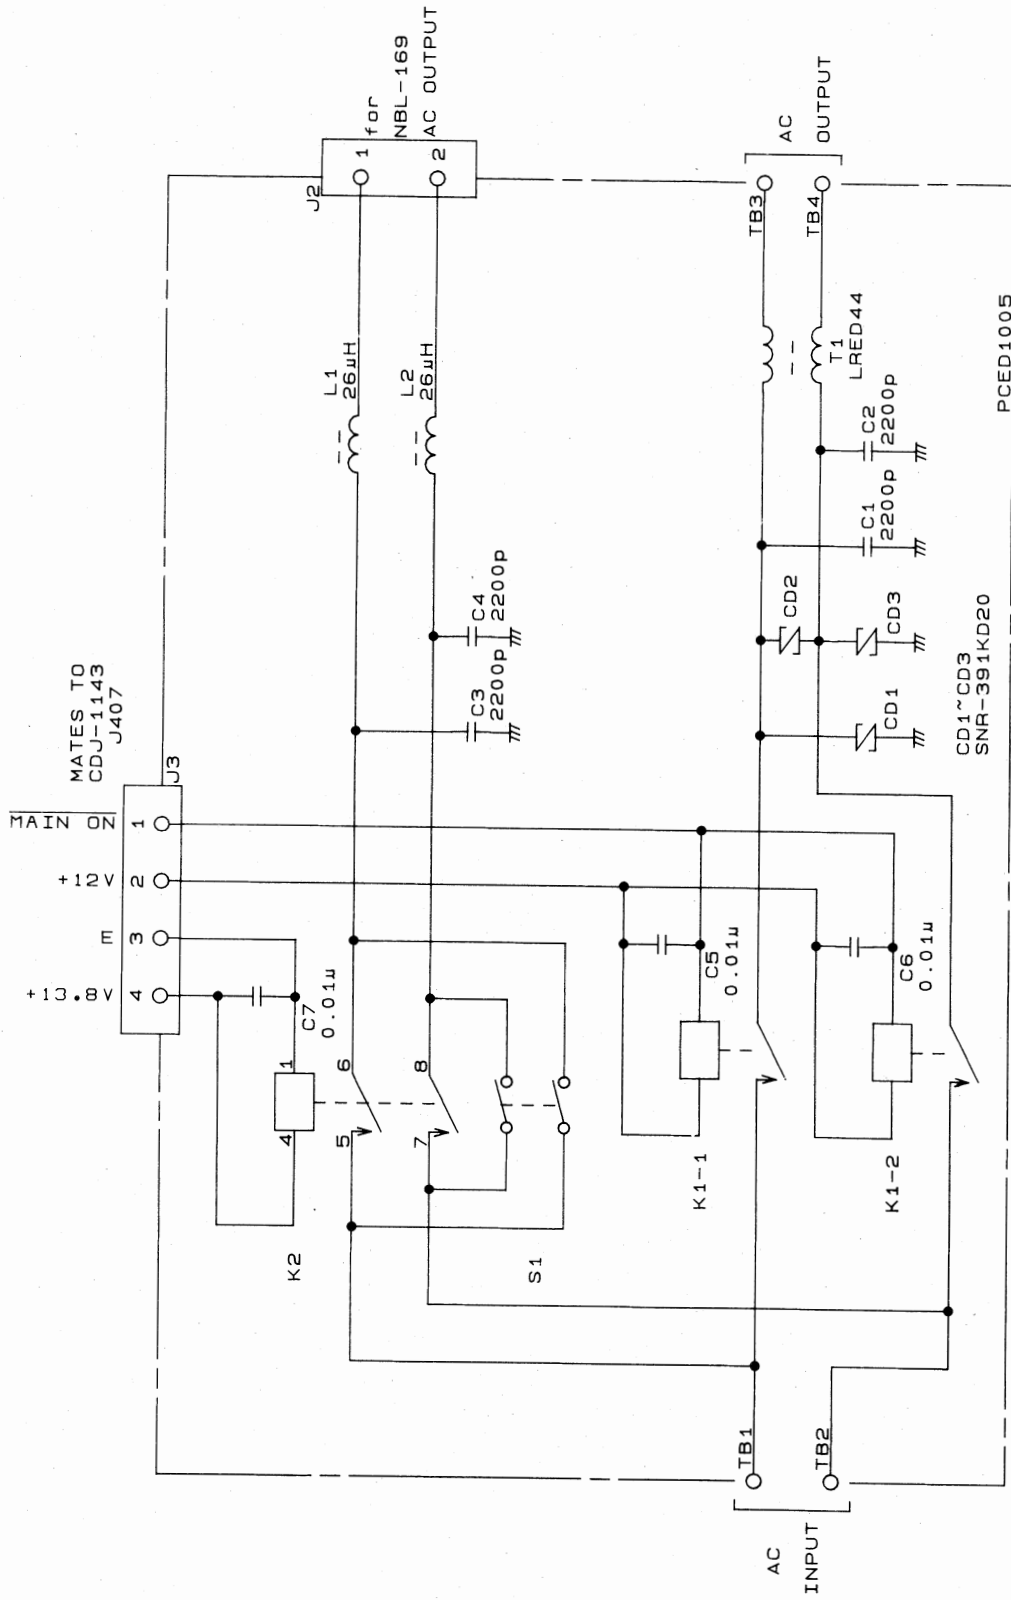 MATES TO
CDJ-1143
J407
J3
MAIN ON
+12V
E
+13.8V
1
2
3
4
J2
1
2
for
NBL-169
AC OUTPUT
L1
26µH
L2
26µH
C3
2200p
C4
2200p
C7
0.01µ
1
4
K2
6
5
8
7
S1
C5
0.01µ
K1-1
C6
0.01µ
K1-2
TB1
TB2
AC
INPUT
CD1
CD2
CD3
CD1~CD3
SNR-391KD20
C1
2200p
C2
2200p
T1
LRED44
TB3
TB4
AC
OUTPUT
PCED1005